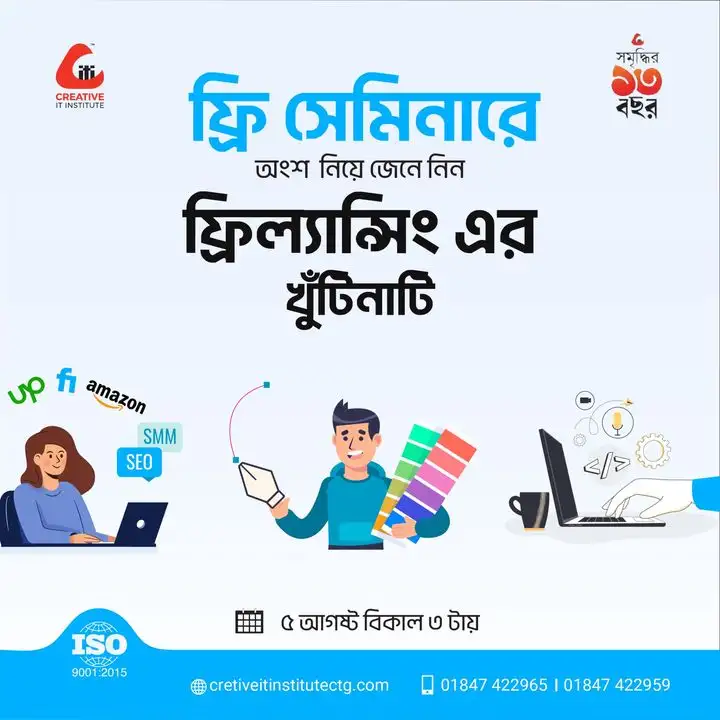 iti
CREATIVE
IT INSTITUTE
সমৃদ্ধির
১৩
বছর
ফ্রি সেমিনারে
অংশ নিয়ে জেনে নিন
ফ্রিল্যান্সিং এর
খুঁটিনাটি
up
fi
amazon
SMM
SEO
</>
৫ আগষ্ট বিকাল ৩ টায়
ISO
9001:2015
cretiveitinstitutectg.com
01847 422965 | 01847 422959